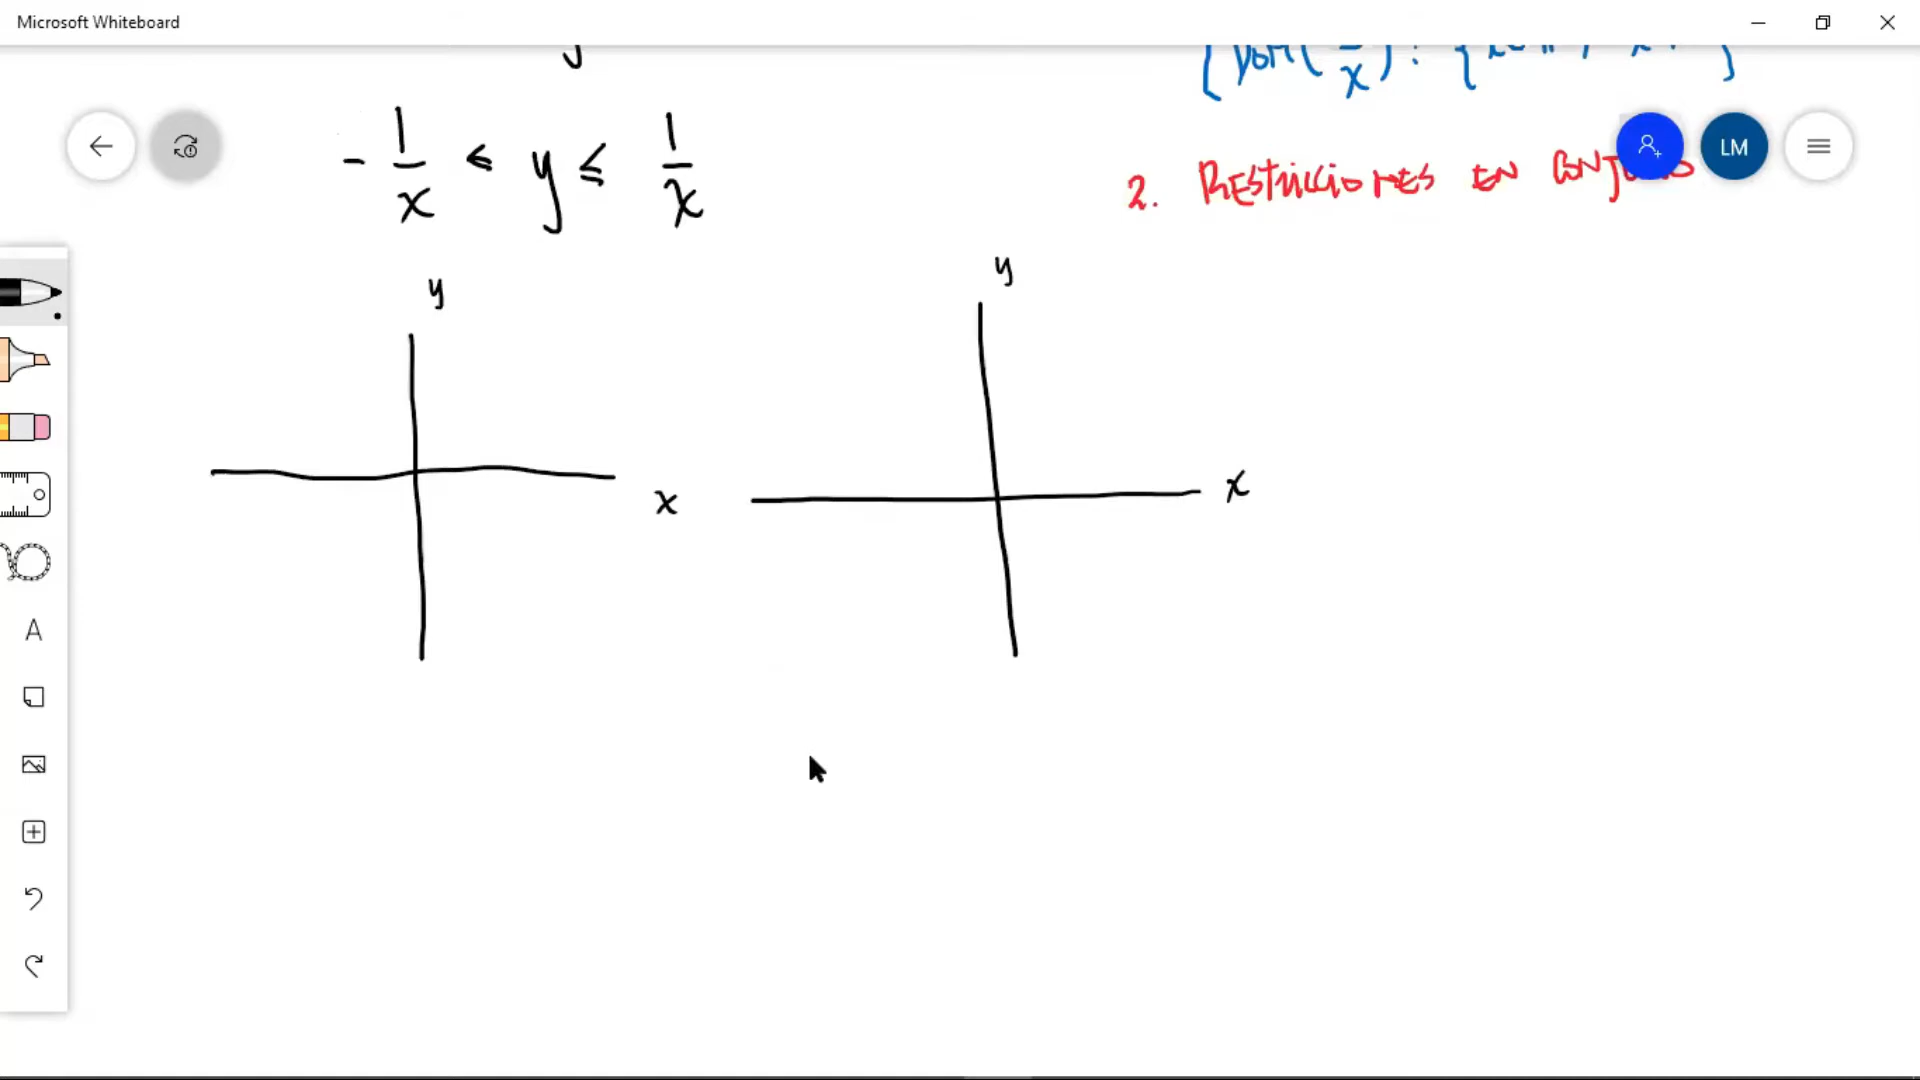 Microsoft Whiteboard
y
- 1/x ≤ y ≤ 1/x
2. RESTRICCIONES EN
LM
y
x
y
x
A